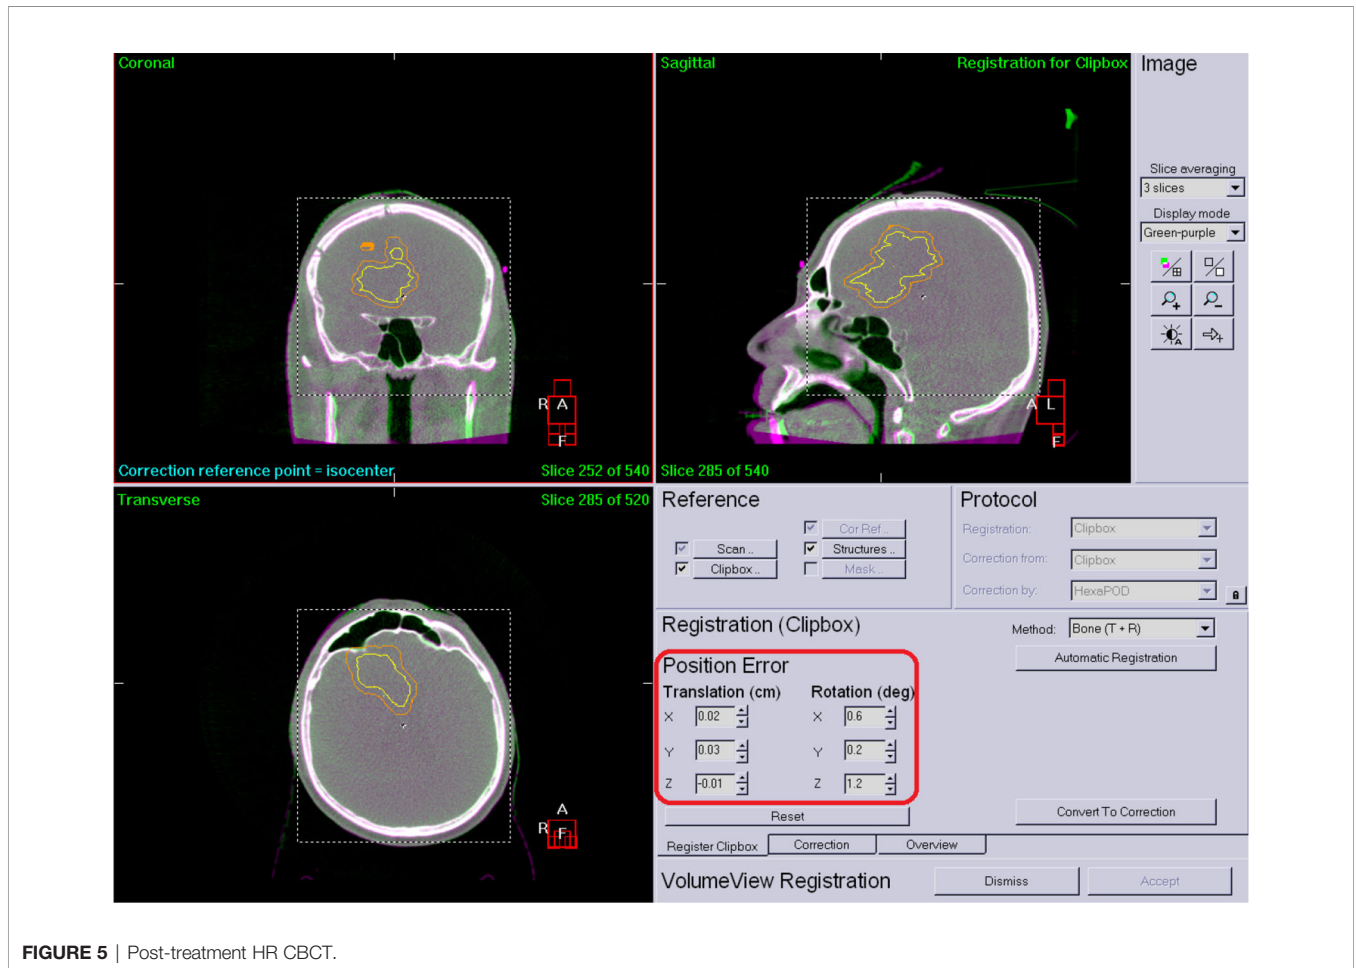 Coronal
Sagittal
Registration for Clipbox
Image
Slice averaging
3 slices
Display mode
Green-purple
A
R A
F
A L
F
Correction reference point = isocenter
Slice 252 of 540
Slice 285 of 540
Transverse
Slice 285 of 520
A
R F
Reference
Cor Ref..
Scan ..
Structures ..
Clipbox ..
Mask ..
Protocol
Registration: Clipbox
Correction from: Clipbox
Correction by: HexaPOD
Registration (Clipbox)
Method: Bone (T + R)
Automatic Registration
Position Error
Translation (cm) Rotation (deg)
X 0.02 X 0.6
Y 0.03 Y 0.2
Z -0.01 Z 1.2
Reset
Convert To Correction
Register Clipbox Correction Overview
VolumeView Registration
Dismiss
Accept
FIGURE 5 | Post-treatment HR CBCT.